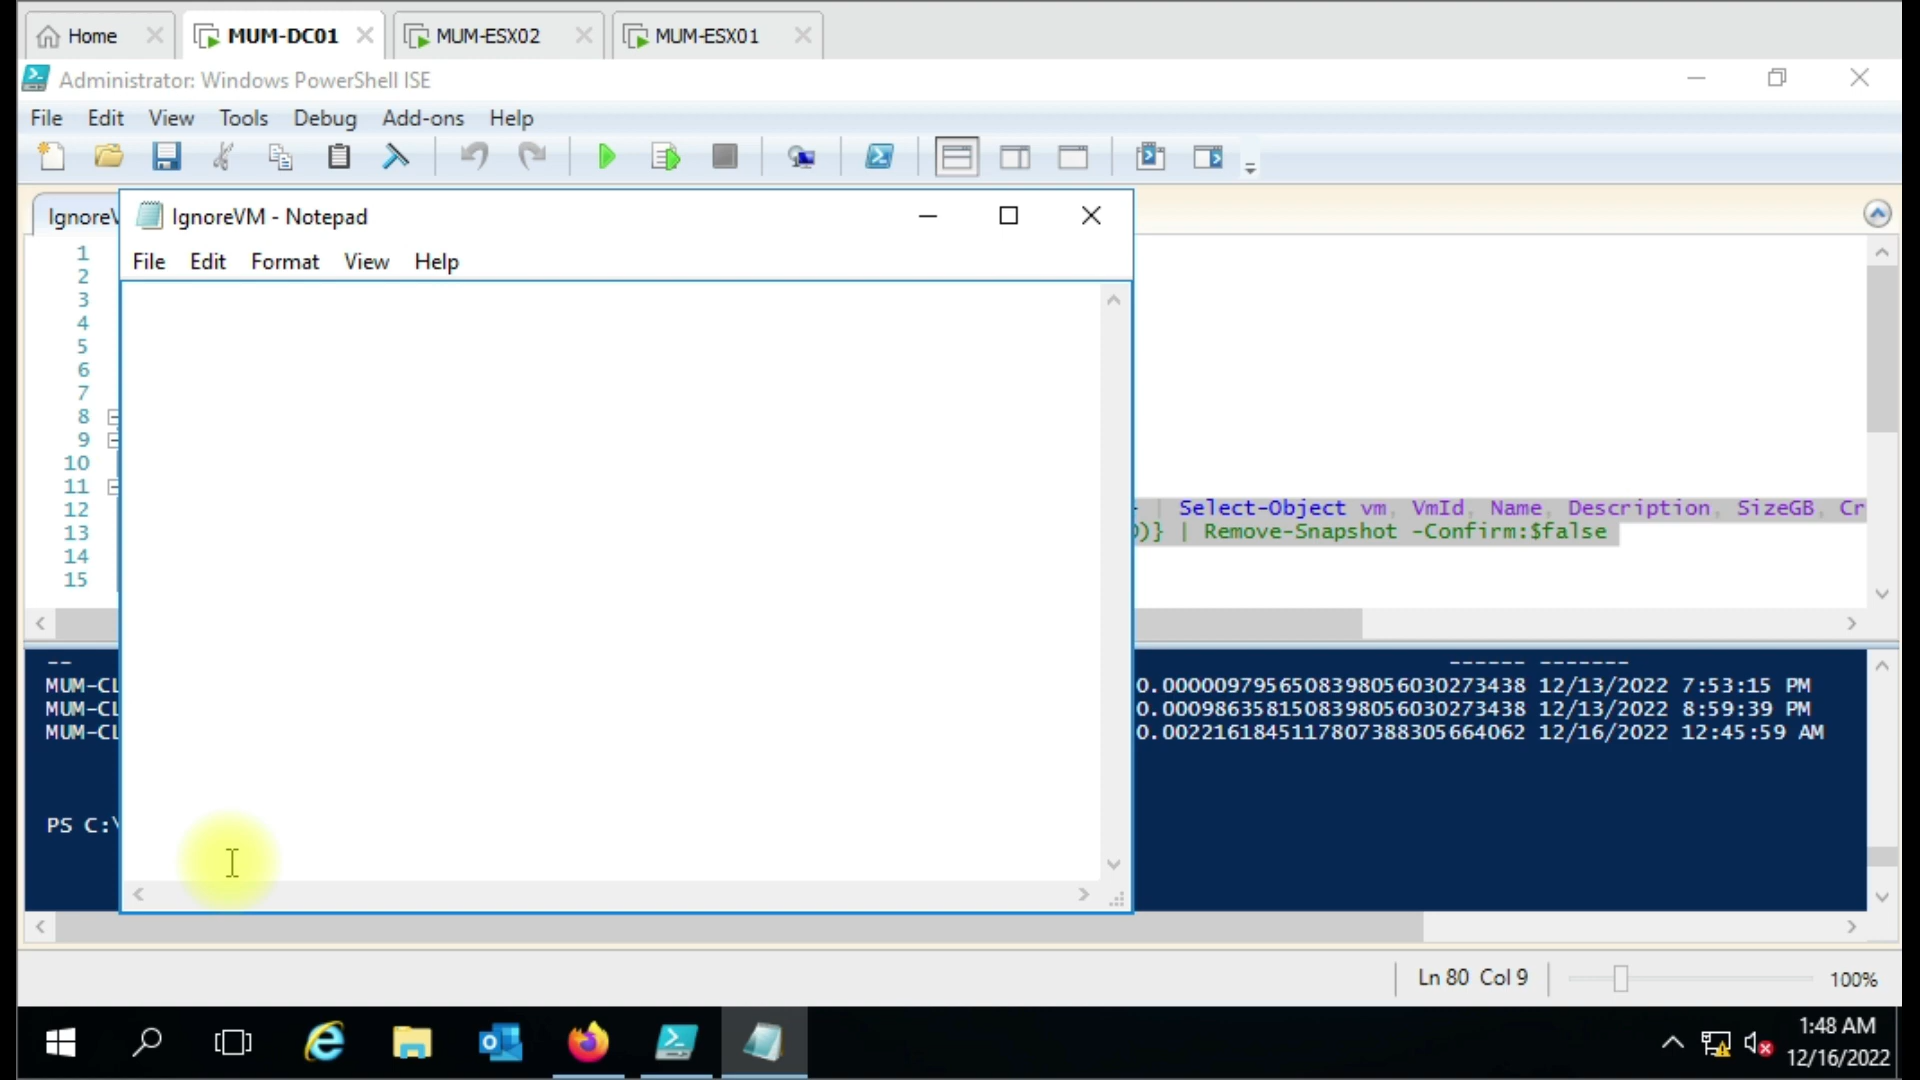 Home
MUM-DC01
MUM-ESX02
MUM-ESX01
Administrator: Windows PowerShell ISE
File Edit View Tools Debug Add-ons Help
IgnoreV
IgnoreVM - Notepad
File Edit Format View Help
1
2
3
4
5
6
7
8
9
10
11
12
13
14
15
| Select-Object vm, VmId, Name, Description, SizeGB, Cr
)} | Remove-Snapshot -Confirm:$false
-- ------ -------
MUM-CL 0.0000097956508398056030273438 12/13/2022 7:53:15 PM
MUM-CL 0.0009863581508398056030273438 12/13/2022 8:59:39 PM
MUM-CL 0.0022161845117807388305664062 12/16/2022 12:45:59 AM
PS C:\
Ln 80 Col 9
100%
1:48 AM
12/16/2022